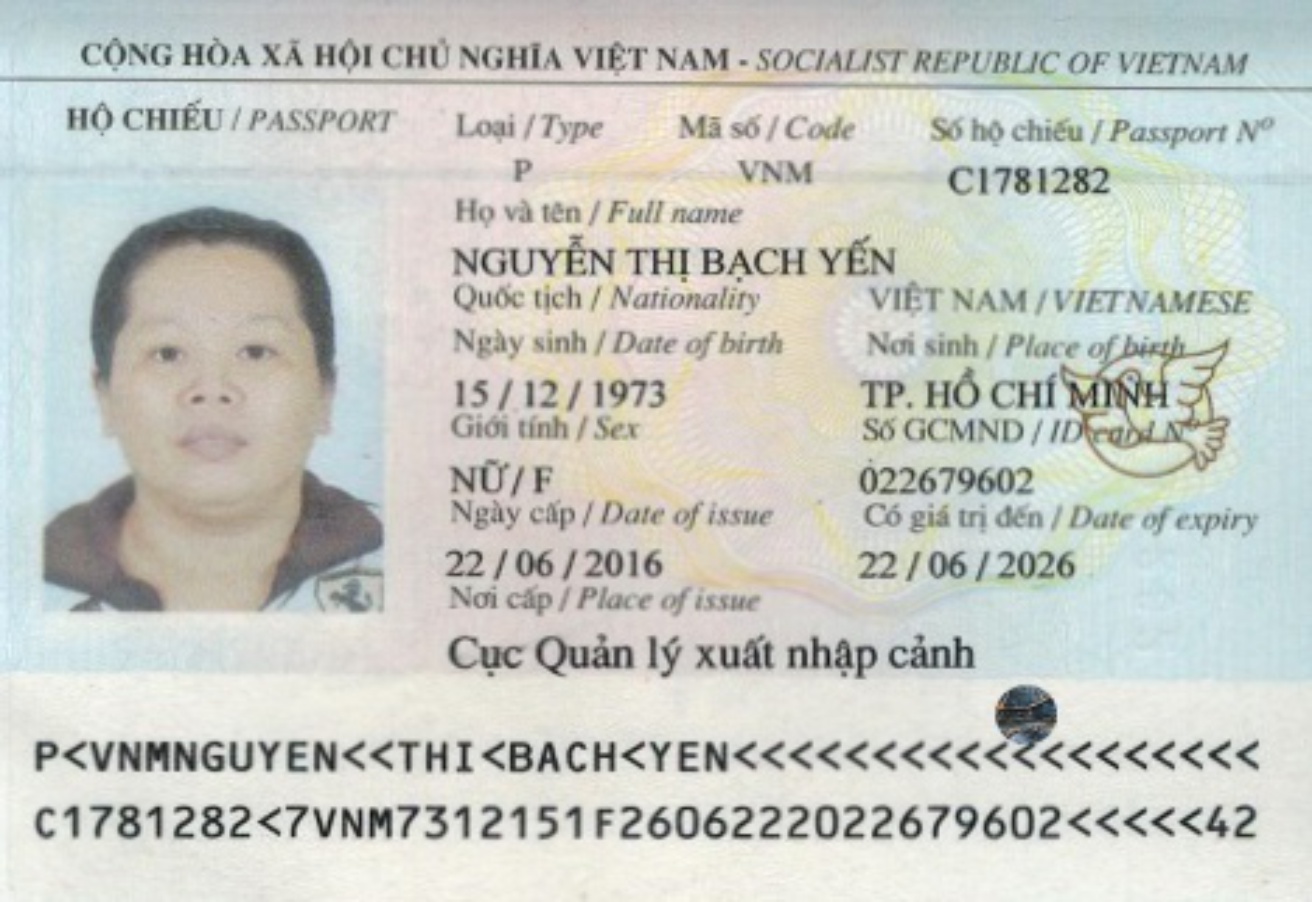 CỘNG HÒA XÃ HỘI CHỦ NGHĨA VIỆT NAM - SOCIALIST REPUBLIC OF VIETNAM
HỘ CHIẾU / PASSPORT
Loại / Type Mã số / Code Số hộ chiếu / Passport Nº
P VNM C1781282
Họ và tên / Full name
NGUYỄN THỊ BẠCH YẾN
Quốc tịch / Nationality VIỆT NAM / VIETNAMESE
Ngày sinh / Date of birth Nơi sinh / Place of birth
15 / 12 / 1973 TP. HỒ CHÍ MINH
Giới tính / Sex Số GCMND / ID card Nº
NỮ / F 022679602
Ngày cấp / Date of issue Có giá trị đến / Date of expiry
22 / 06 / 2016 22 / 06 / 2026
Nơi cấp / Place of issue
Cục Quản lý xuất nhập cảnh
P<VNMNGUYEN<<THI<BACH<YEN<<<<<<<<<<<<<<<<<<<
C1781282<7VNM7312151F2606222022679602<<<<<42